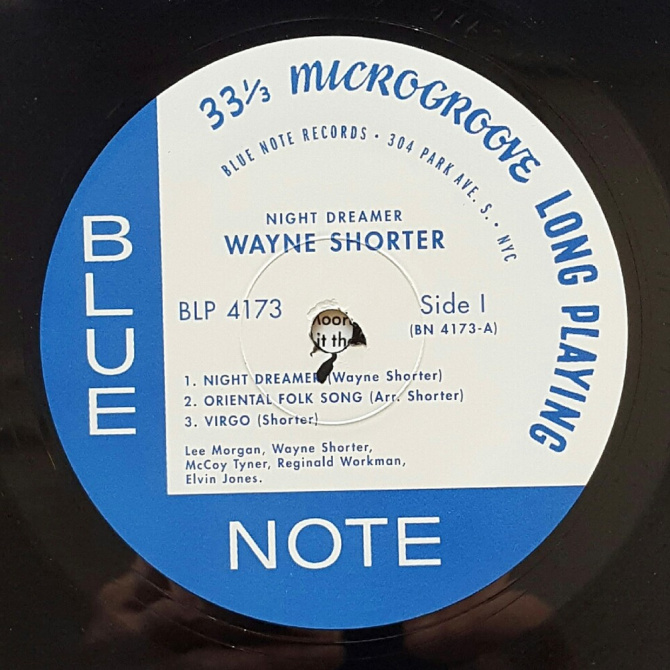 33⅓ MICROGROOVE LONG PLAYING
BLUE NOTE RECORDS • 304 PARK AVE. S. • NYC
NIGHT DREAMER
WAYNE SHORTER
BLP 4173
Side I
(BN 4173-A)
it
1. NIGHT DREAMER (Wayne Shorter)
2. ORIENTAL FOLK SONG (Arr. Shorter)
3. VIRGO (Shorter)
Lee Morgan, Wayne Shorter,
McCoy Tyner, Reginald Workman,
Elvin Jones.
BLUE
NOTE